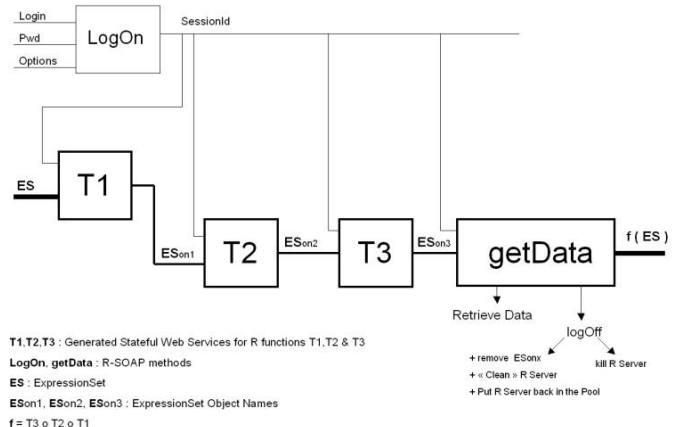 Login
SessionId
Pwd
LogOn
Options
ES
T1
ESon1
T2
ESon2
T3
ESon3
getData
f ( ES )
Retrieve Data
logOff
+ remove ESonx
kill R Server
+ « Clean » R Server
+ Put R Server back in the Pool
T1,T2,T3 : Generated Stateful Web Services for R functions T1,T2 & T3
LogOn, getData : R-SOAP methods
ES : ExpressionSet
ESon1, ESon2, ESon3 : ExpressionSet Object Names
f = T3 o T2 o T1